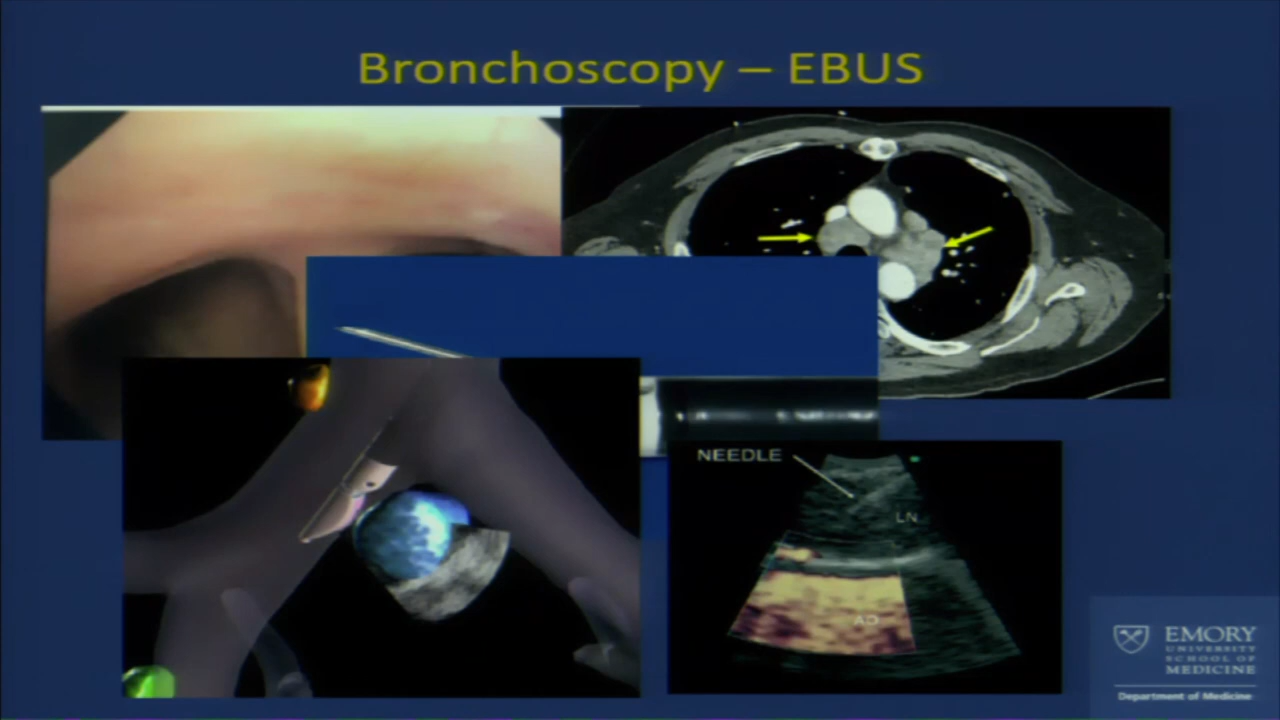 Bronchoscopy – EBUS
NEEDLE
LN
AO
EMORY
UNIVERSITY
SCHOOL OF
MEDICINE
Department of Medicine